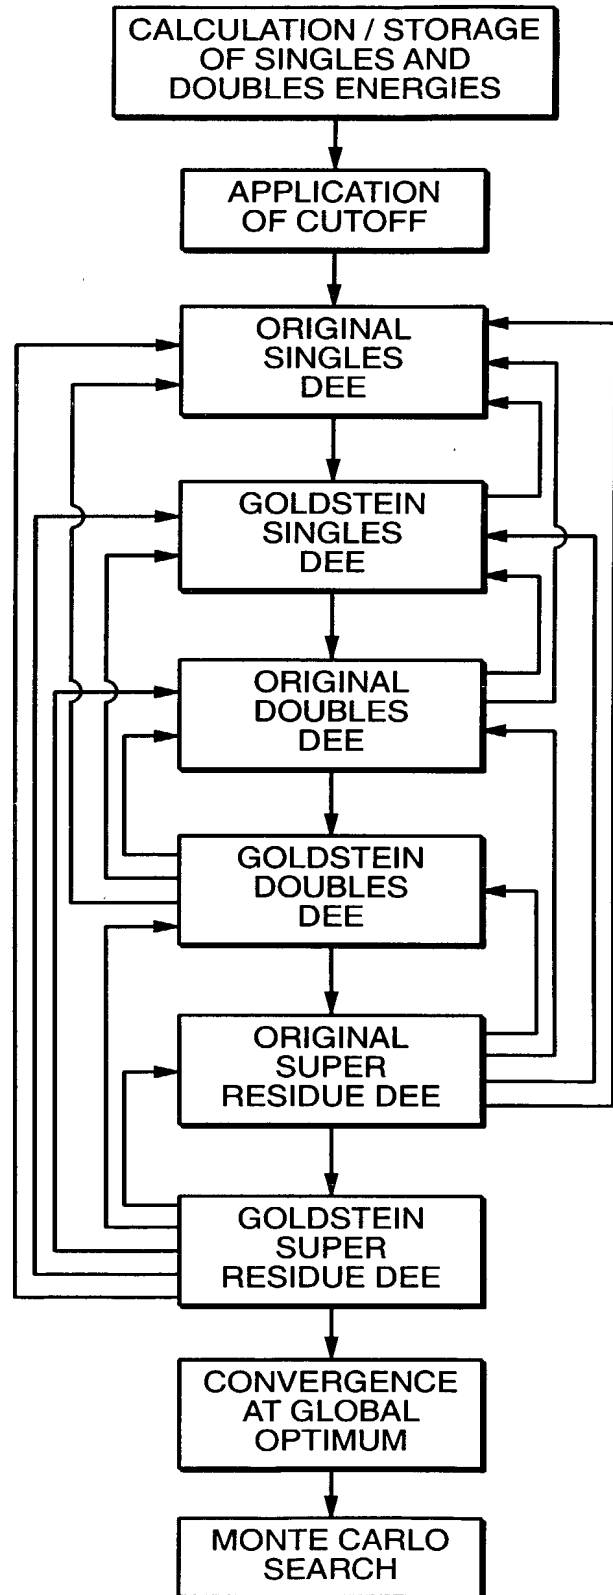 CALCULATION / STORAGE
OF SINGLES AND
DOUBLES ENERGIES
APPLICATION
OF CUTOFF
ORIGINAL
SINGLES
DEE
GOLDSTEIN
SINGLES
DEE
ORIGINAL
DOUBLES
DEE
GOLDSTEIN
DOUBLES
DEE
ORIGINAL
SUPER
RESIDUE DEE
GOLDSTEIN
SUPER
RESIDUE DEE
CONVERGENCE
AT GLOBAL
OPTIMUM
MONTE CARLO
SEARCH